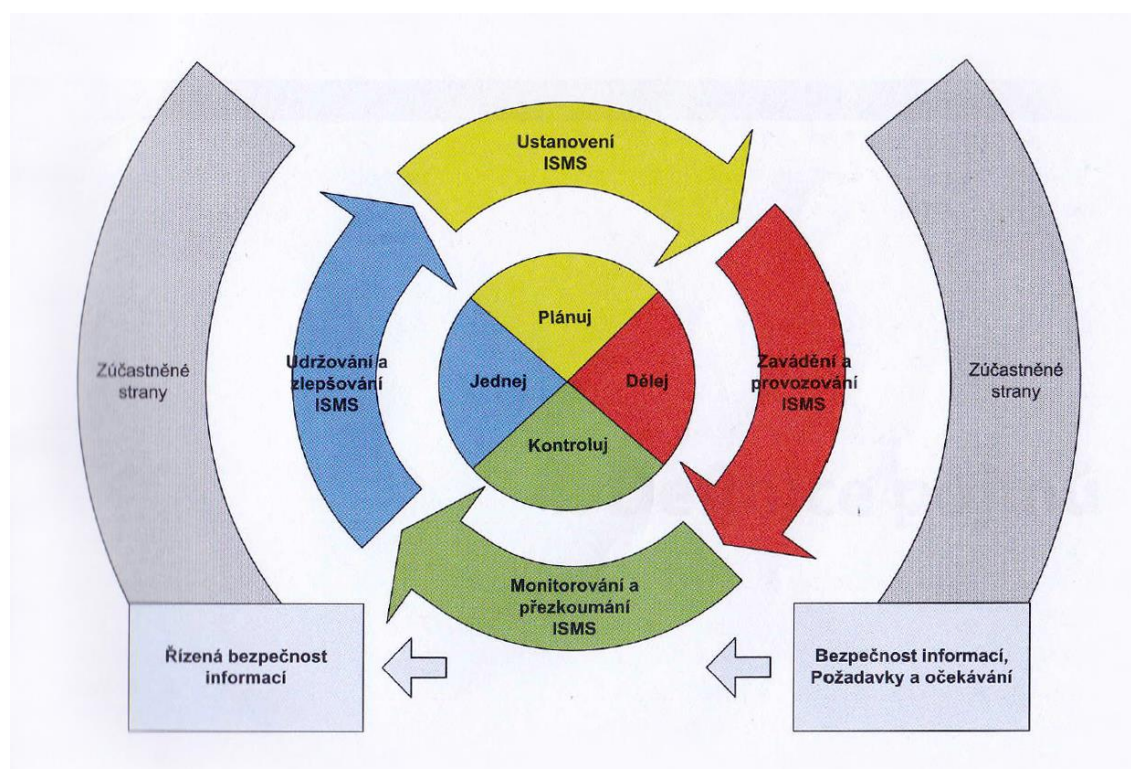 Ustanovení
ISMS
Plánuj
Zúčastněné
strany
Udržování a
zlepšování
ISMS
Jednej
Dělej
Zavádění a
provozování
ISMS
Zúčastněné
strany
Kontroluj
Monitorování a
přezkoumání
ISMS
Řízená bezpečnost
informací
Bezpečnost informací,
Požadavky a očekávání